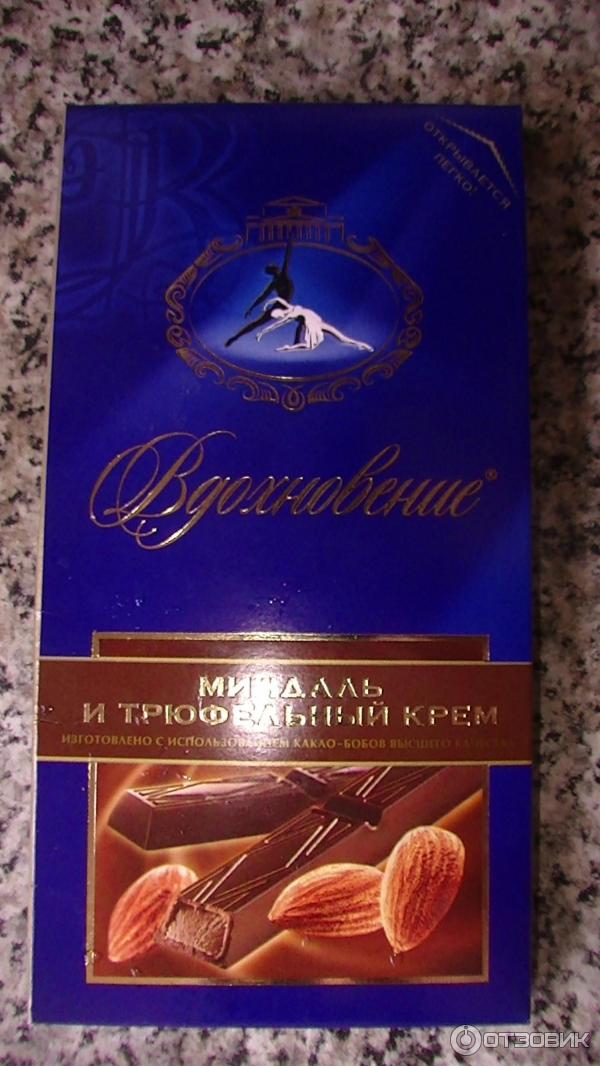 ОТКРЫВАЕТСЯ
ЛЕГКО!
Вдохновение®
МИНДАЛЬ
И ТРЮФЕЛЬНЫЙ КРЕМ
ИЗГОТОВЛЕНО С ИСПОЛЬЗОВАНИЕМ КАКАО-БОБОВ ВЫСШЕГО КАЧЕСТВА
ОТЗОВИК